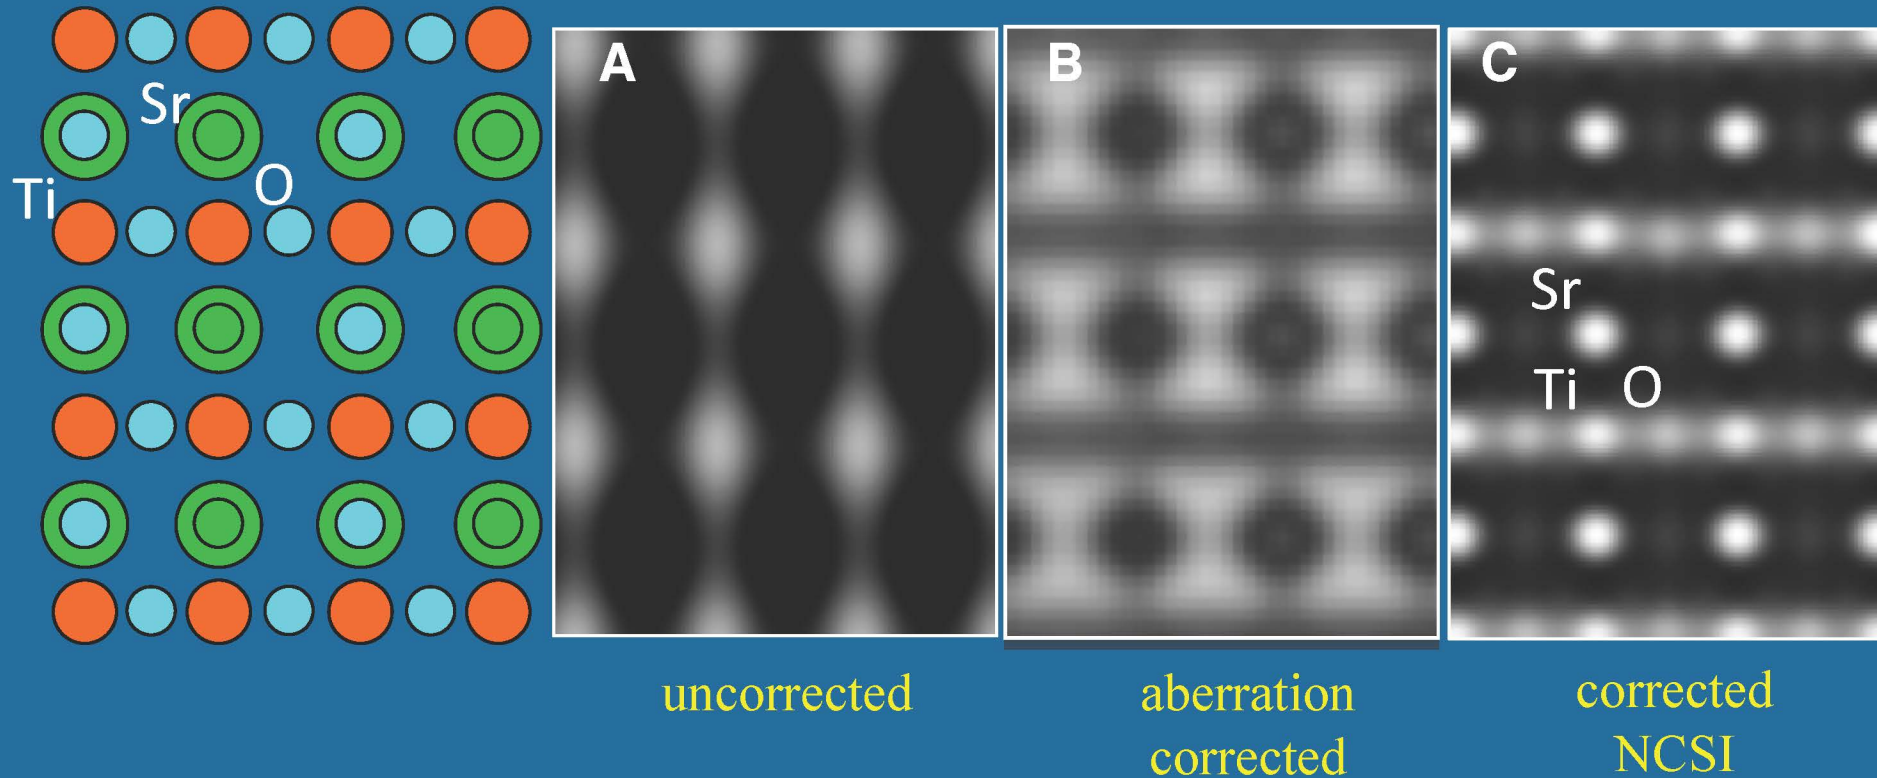 Sr
O
Ti
A
B
C
Sr
Ti O
uncorrected
aberration
corrected
corrected
NCSI